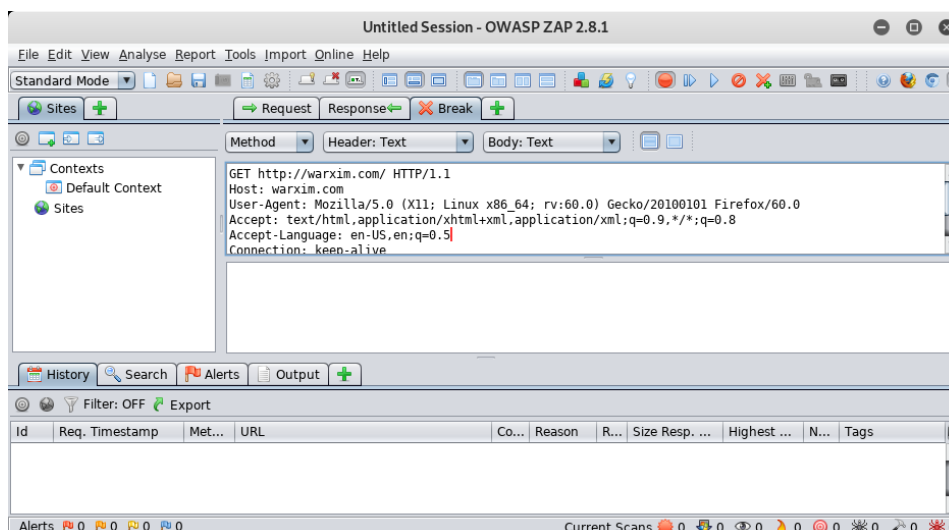 Untitled Session - OWASP ZAP 2.8.1
File Edit View Analyse Report Tools Import Online Help
Standard Mode
Sites
Request Response Break
Method Header: Text Body: Text
Contexts
Default Context
Sites
GET http://warxim.com/ HTTP/1.1
Host: warxim.com
User-Agent: Mozilla/5.0 (X11; Linux x86_64; rv:60.0) Gecko/20100101 Firefox/60.0
Accept: text/html,application/xhtml+xml,application/xml;q=0.9,*/*;q=0.8
Accept-Language: en-US,en;q=0.5
Connection: keep-alive
History Search Alerts Output
Filter: OFF Export
Id Req. Timestamp Met... URL Co... Reason R... Size Resp. ... Highest ... N... Tags
Alerts 0 0 0 0 Current Scans 0 0 0 0 0 0 0